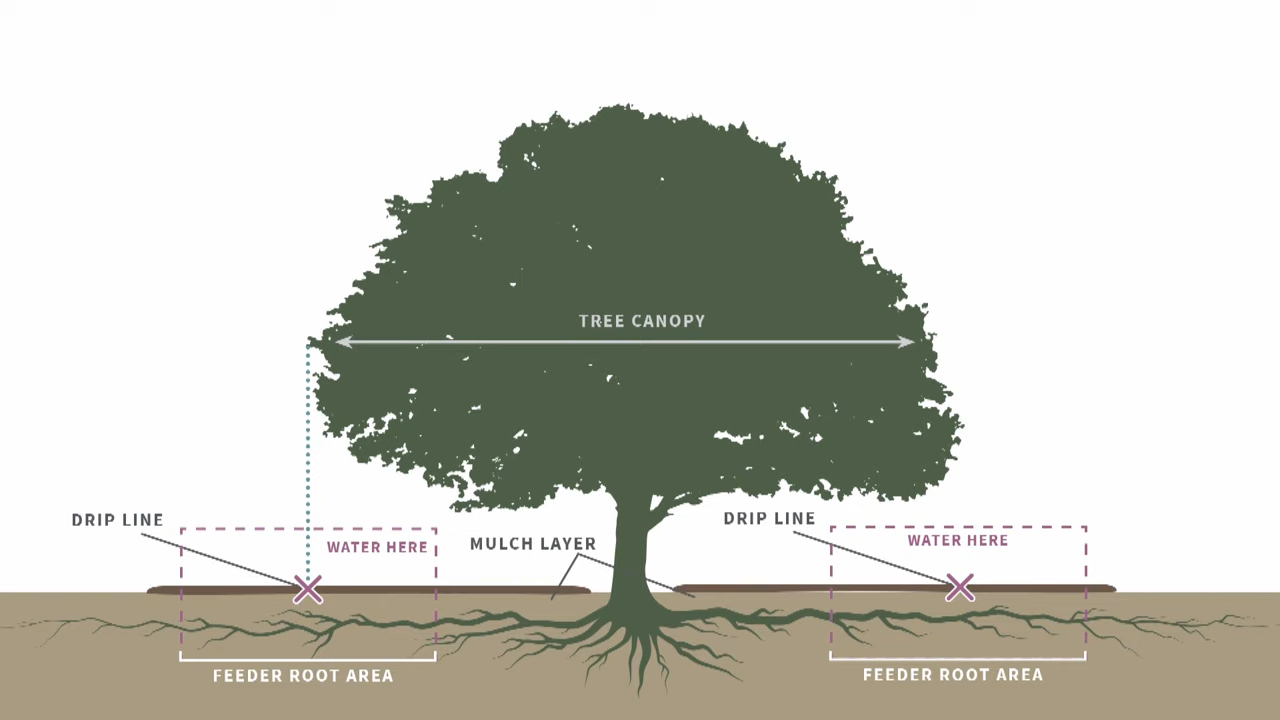 TREE CANOPY
DRIP LINE
WATER HERE
MULCH LAYER
DRIP LINE
WATER HERE
FEEDER ROOT AREA
FEEDER ROOT AREA